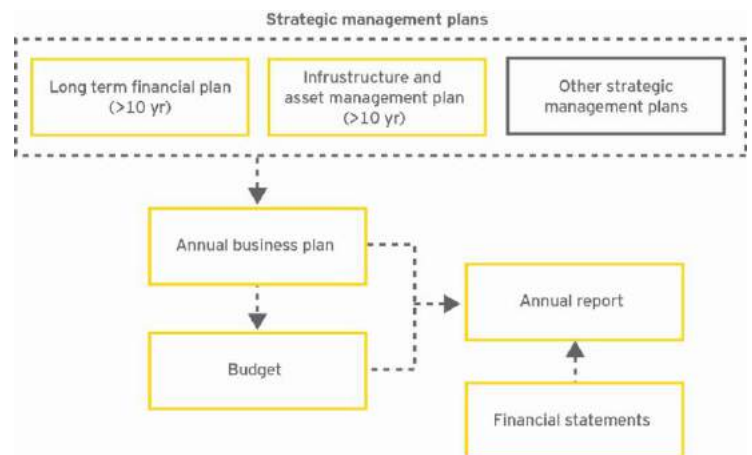 Strategic management plans
Long term financial plan
(>10 yr)
Infrustructure and
asset management plan
(>10 yr)
Other strategic
management plans
Annual business plan
Annual report
Budget
Financial statements